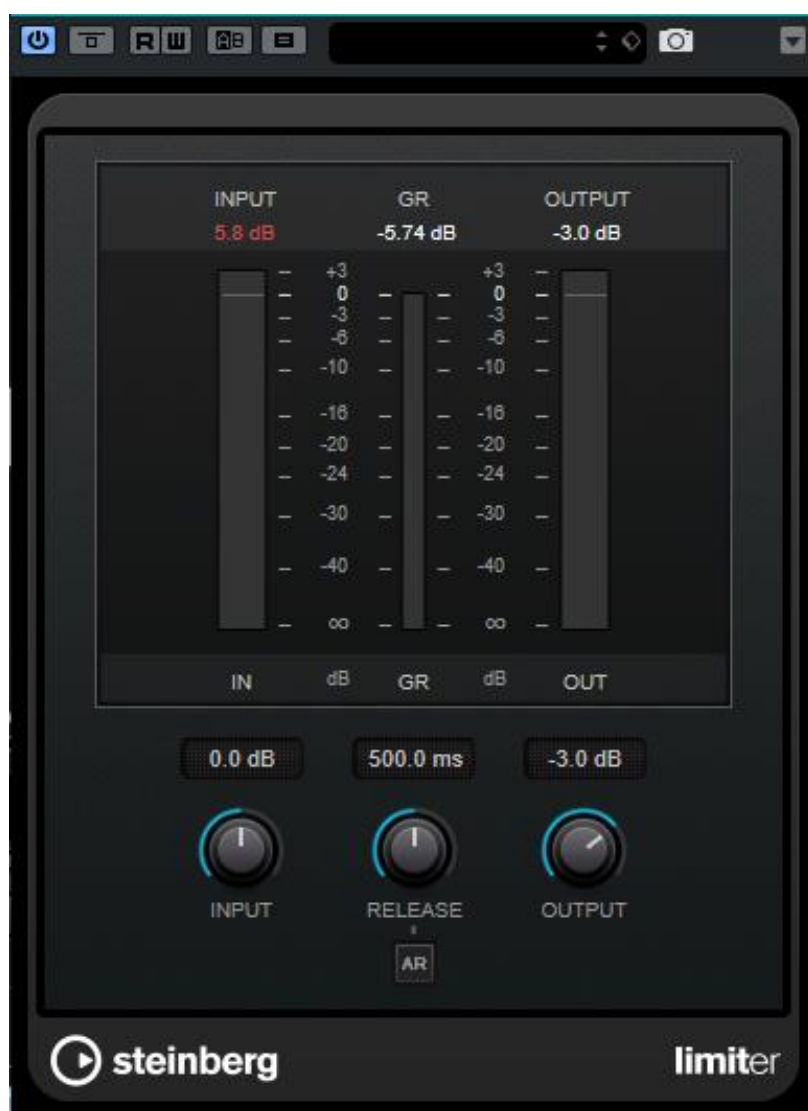 R W A B
INPUT GR OUTPUT
5.8 dB -5.74 dB -3.0 dB
+3 +3
0 0
-3 -3
-6 -6
-10 -10
-16 -16
-20 -20
-24 -24
-30 -30
-40 -40
∞ ∞
IN dB GR dB OUT
0.0 dB 500.0 ms -3.0 dB
INPUT RELEASE OUTPUT
AR
steinberg limiter